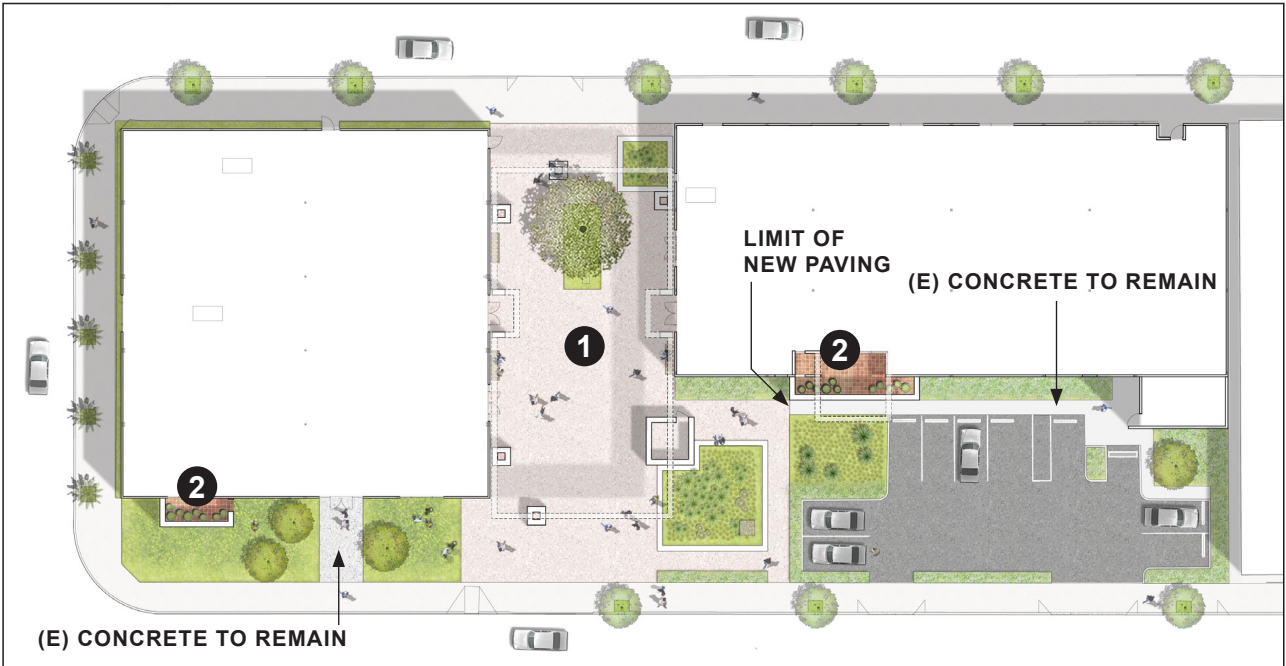 LIMIT OF
NEW PAVING
(E) CONCRETE TO REMAIN
1
2
2
(E) CONCRETE TO REMAIN